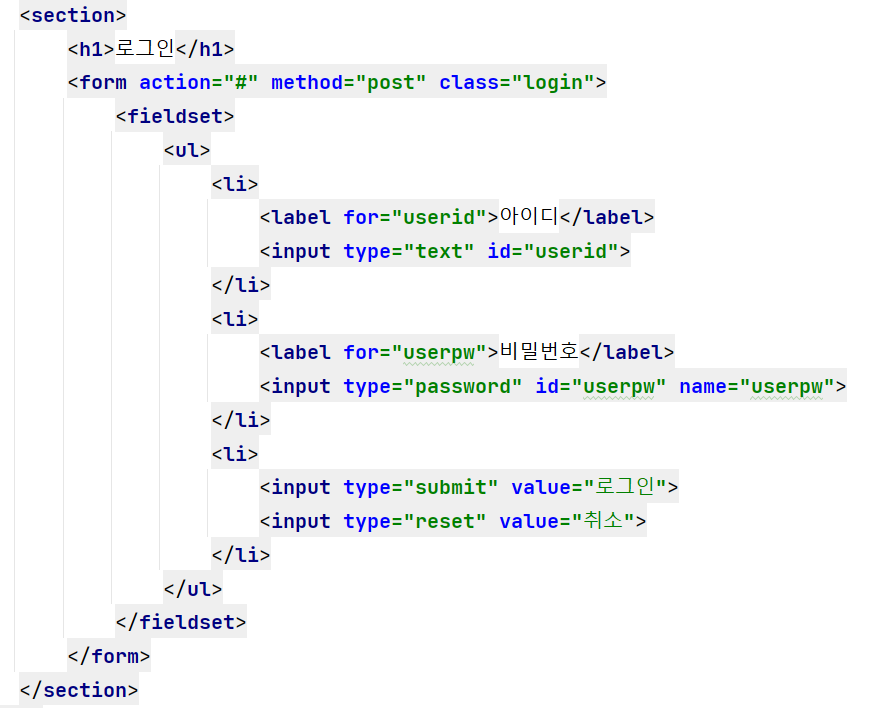 <section>
<h1>로그인</h1>
<form action="#" method="post" class="login">
<fieldset>
<ul>
<li>
<label for="userid">아이디</label>
<input type="text" id="userid">
</li>
<li>
<label for="userpw">비밀번호</label>
<input type="password" id="userpw" name="userpw">
</li>
<li>
<input type="submit" value="로그인">
<input type="reset" value="취소">
</li>
</ul>
</fieldset>
</form>
</section>